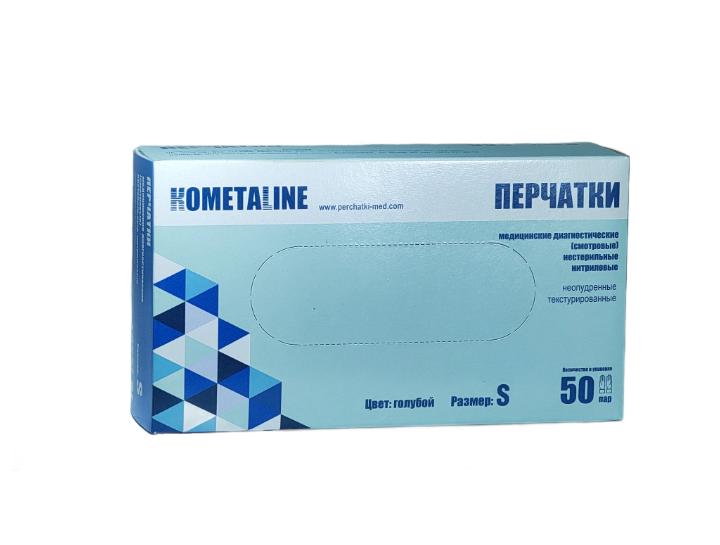 KOMETALINE
www.perchatki-med.com
ПЕРЧАТКИ
медицинские диагностические
(смотровые)
нестерильные
нитриловые
неопудренные
текстурированные
Количество в упаковке
50 пар
Цвет: голубой Размер: S
ПЕРЧАТКИ
S